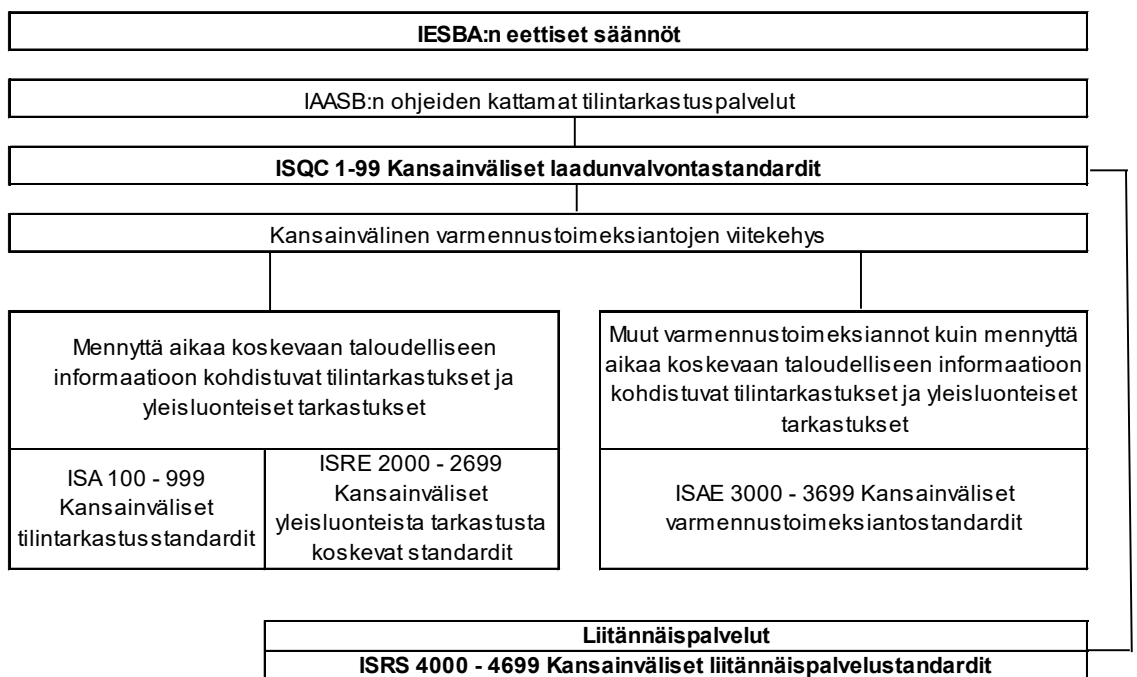 IESBA:n eettiset säännöt
IAASB:n ohjeiden kattamat tilintarkastuspalvelut
ISQC 1-99 Kansainväliset laadunvalvontastandardit
Kansainvälinen varmennustoimeksiantojen viitekehys
Mennyttä aikaa koskevaan taloudelliseen
informaatioon kohdistuvat tilintarkastukset ja
yleisluonteiset tarkastukset
ISA 100 - 999
Kansainväliset
tilintarkastusstandardit
ISRE 2000 - 2699
Kansainväliset
yleisluonteista tarkastusta
koskevat standardit
Muut varmennustoimeksiannot kuin mennyttä
aikaa koskevaan taloudelliseen informaatioon
kohdistuvat tilintarkastukset ja yleisluonteiset
tarkastukset
ISAE 3000 - 3699 Kansainväliset
varmennustoimeksiantostandardit
Liitännäispalvelut
ISRS 4000 - 4699 Kansainväliset liitännäispalvelustandardit